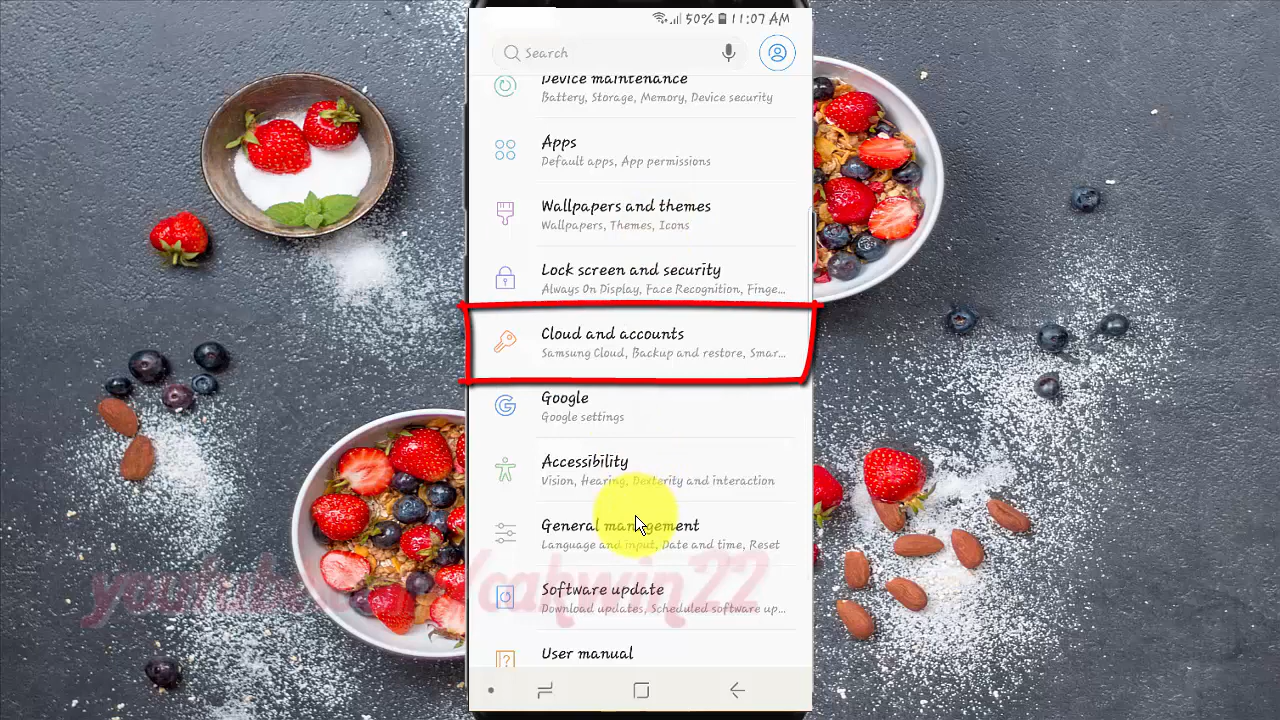 50% 11:07 AM
Search
Device maintenance
Battery, Storage, Memory, Device security
Apps
Default apps, App permissions
Wallpapers and themes
Wallpapers, Themes, Icons
Lock screen and security
Always On Display, Face Recognition, Finge...
Cloud and accounts
Samsung Cloud, Backup and restore, Smar...
Google
Google settings
Accessibility
Vision, Hearing, Dexterity and interaction
General management
Language and input, Date and time, Reset
Software update
Download updates, Scheduled software up...
User manual